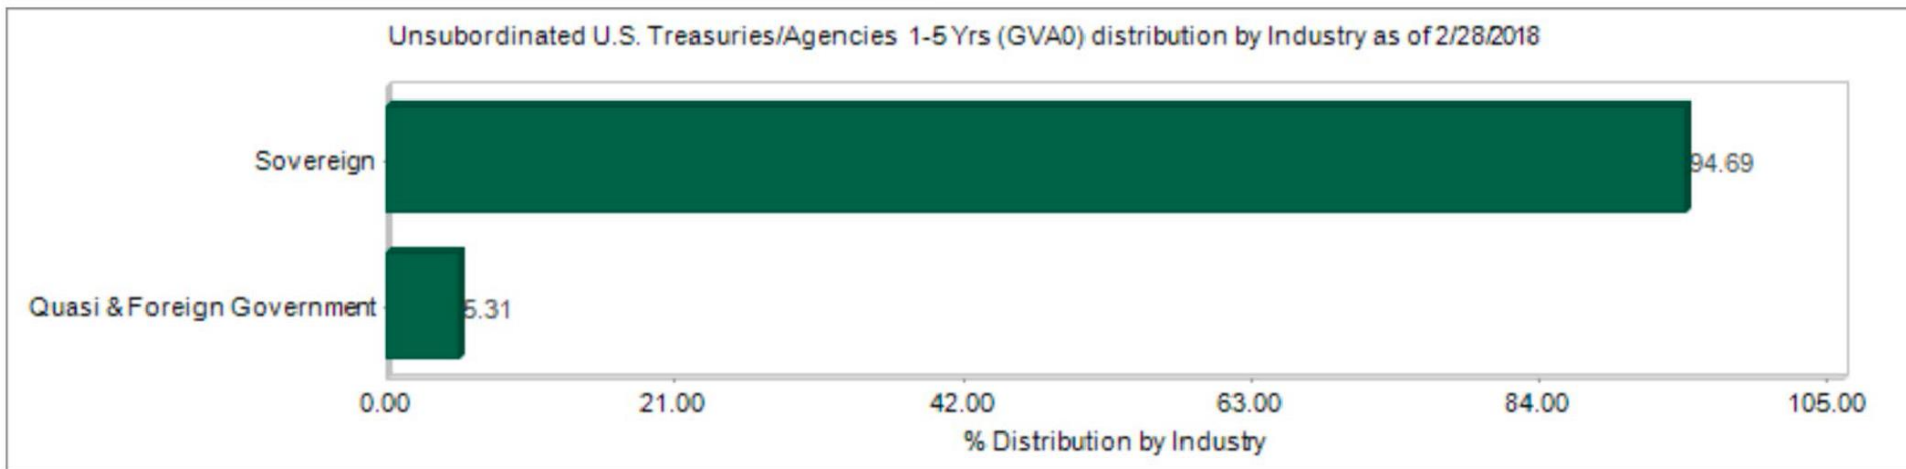 Unsubordinated U.S. Treasuries/Agencies 1-5 Yrs (GVA0) distribution by Industry as of 2/28/2018
Sovereign
94.69
Quasi & Foreign Government
5.31
0.00 21.00 42.00 63.00 84.00 105.00
% Distribution by Industry